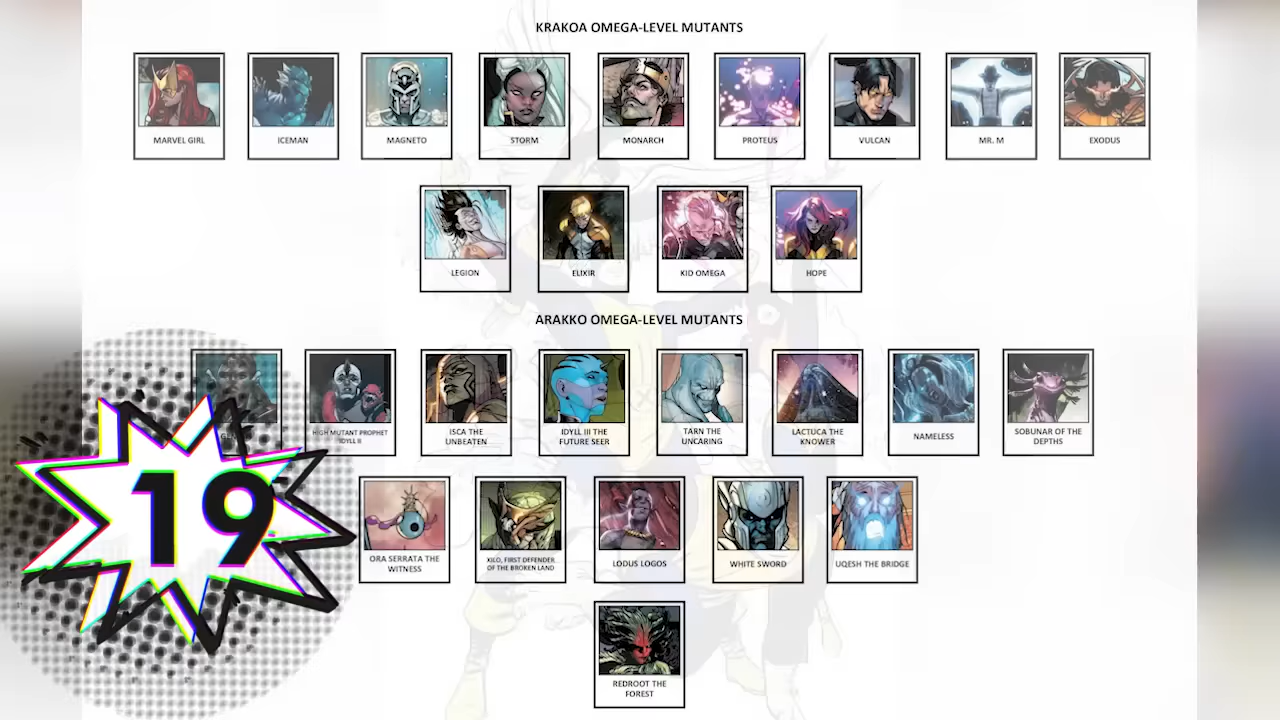 KRAKOA OMEGA-LEVEL MUTANTS
MARVEL GIRL
ICEMAN
MAGNETO
STORM
MONARCH
PROTEUS
VULCAN
MR. M
EXODUS
LEGION
ELIXIR
KID OMEGA
HOPE
ARAKKO OMEGA-LEVEL MUTANTS
HIGH MUTANT PROPHET
IDYLL II
ISCA THE
UNBEATEN
IDYLL III THE
FUTURE SEER
TARN THE
UNCARING
LACTUCA THE
KNOWER
NAMELESS
SOBUNAR OF THE
DEPTHS
19
ORA SERRATA THE
WITNESS
XILO, FIRST DEFENDER
OF THE BROKEN LAND
LODUS LOGOS
WHITE SWORD
UQESH THE BRIDGE
REDROOT THE
FOREST